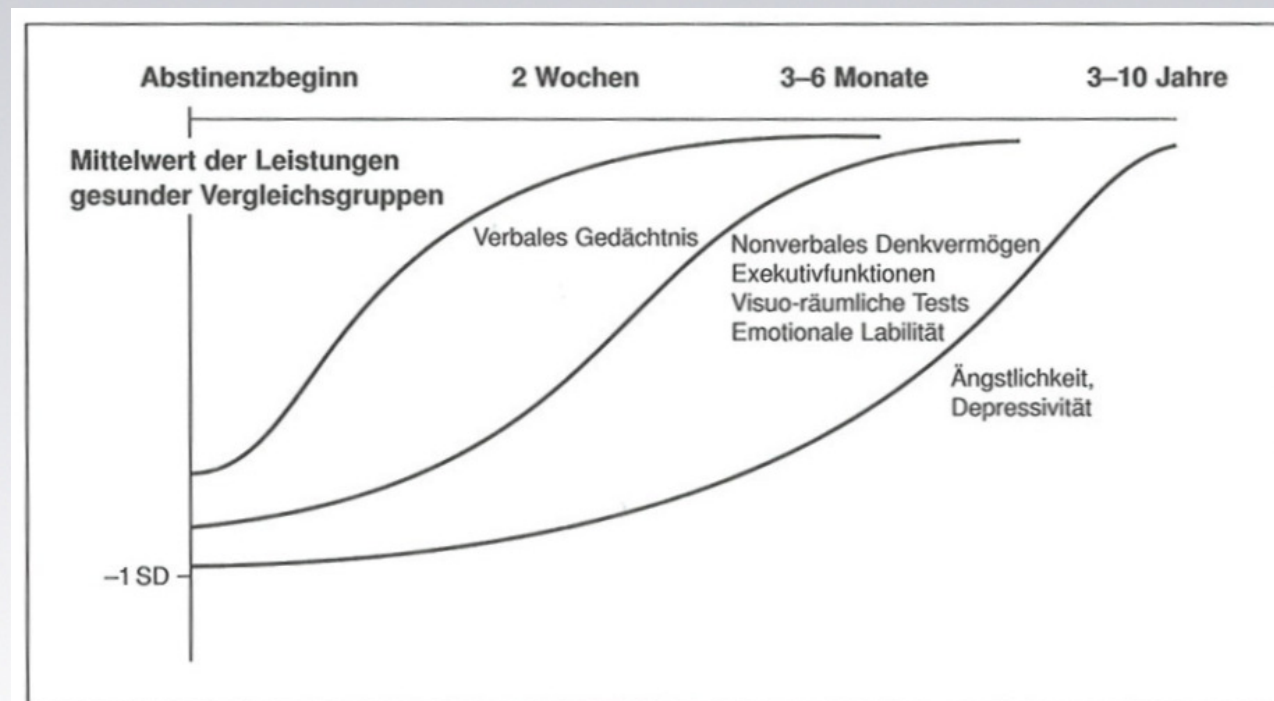 Abstinenzbeginn 2 Wochen 3–6 Monate 3–10 Jahre
Mittelwert der Leistungen
gesunder Vergleichsgruppen
Verbales Gedächtnis
Nonverbales Denkvermögen
Exekutivfunktionen
Visuo-räumliche Tests
Emotionale Labilität
Ängstlichkeit,
Depressivität
–1 SD